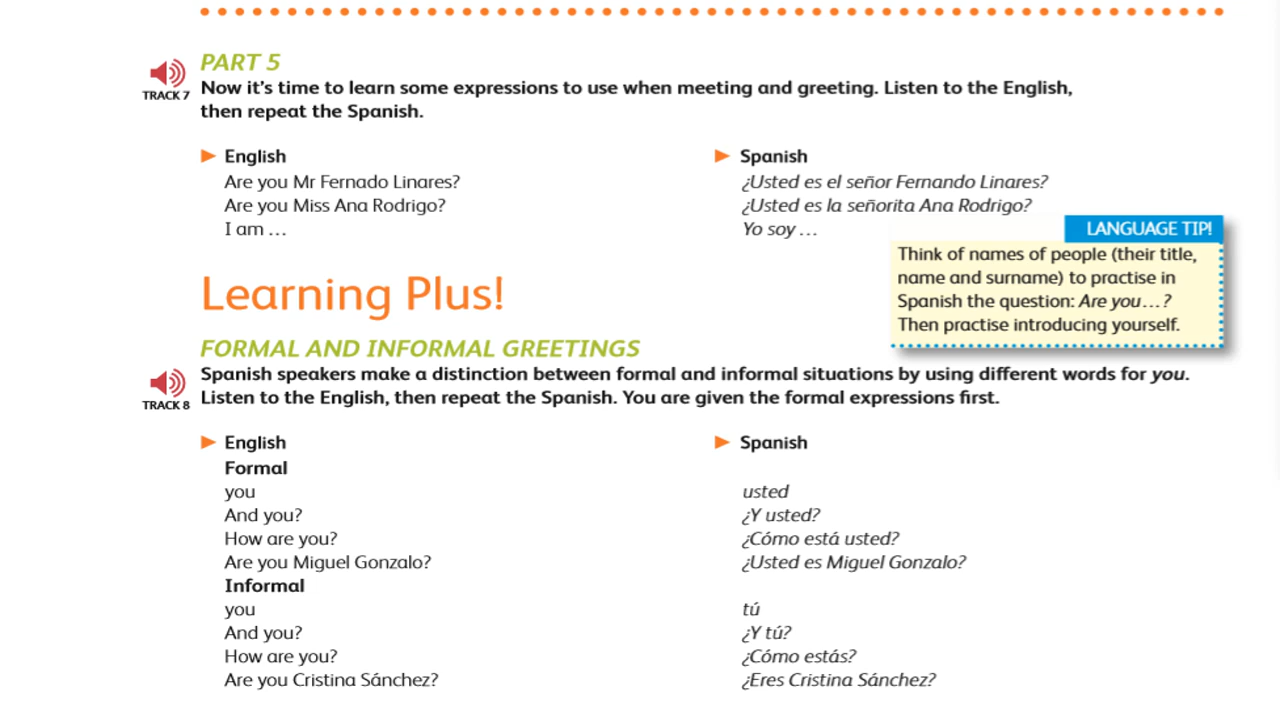 PART 5
TRACK 7
Now it's time to learn some expressions to use when meeting and greeting. Listen to the English,
then repeat the Spanish.
English
Are you Mr Fernado Linares?
Are you Miss Ana Rodrigo?
I am …
Spanish
¿Usted es el señor Fernando Linares?
¿Usted es la señorita Ana Rodrigo?
Yo soy …
LANGUAGE TIP!
Think of names of people (their title,
name and surname) to practise in
Spanish the question: Are you…?
Then practise introducing yourself.
Learning Plus!
FORMAL AND INFORMAL GREETINGS
TRACK 8
Spanish speakers make a distinction between formal and informal situations by using different words for you.
Listen to the English, then repeat the Spanish. You are given the formal expressions first.
English
Formal
you
And you?
How are you?
Are you Miguel Gonzalo?
Informal
you
And you?
How are you?
Are you Cristina Sánchez?
Spanish
usted
¿Y usted?
¿Cómo está usted?
¿Usted es Miguel Gonzalo?
tú
¿Y tú?
¿Cómo estás?
¿Eres Cristina Sánchez?